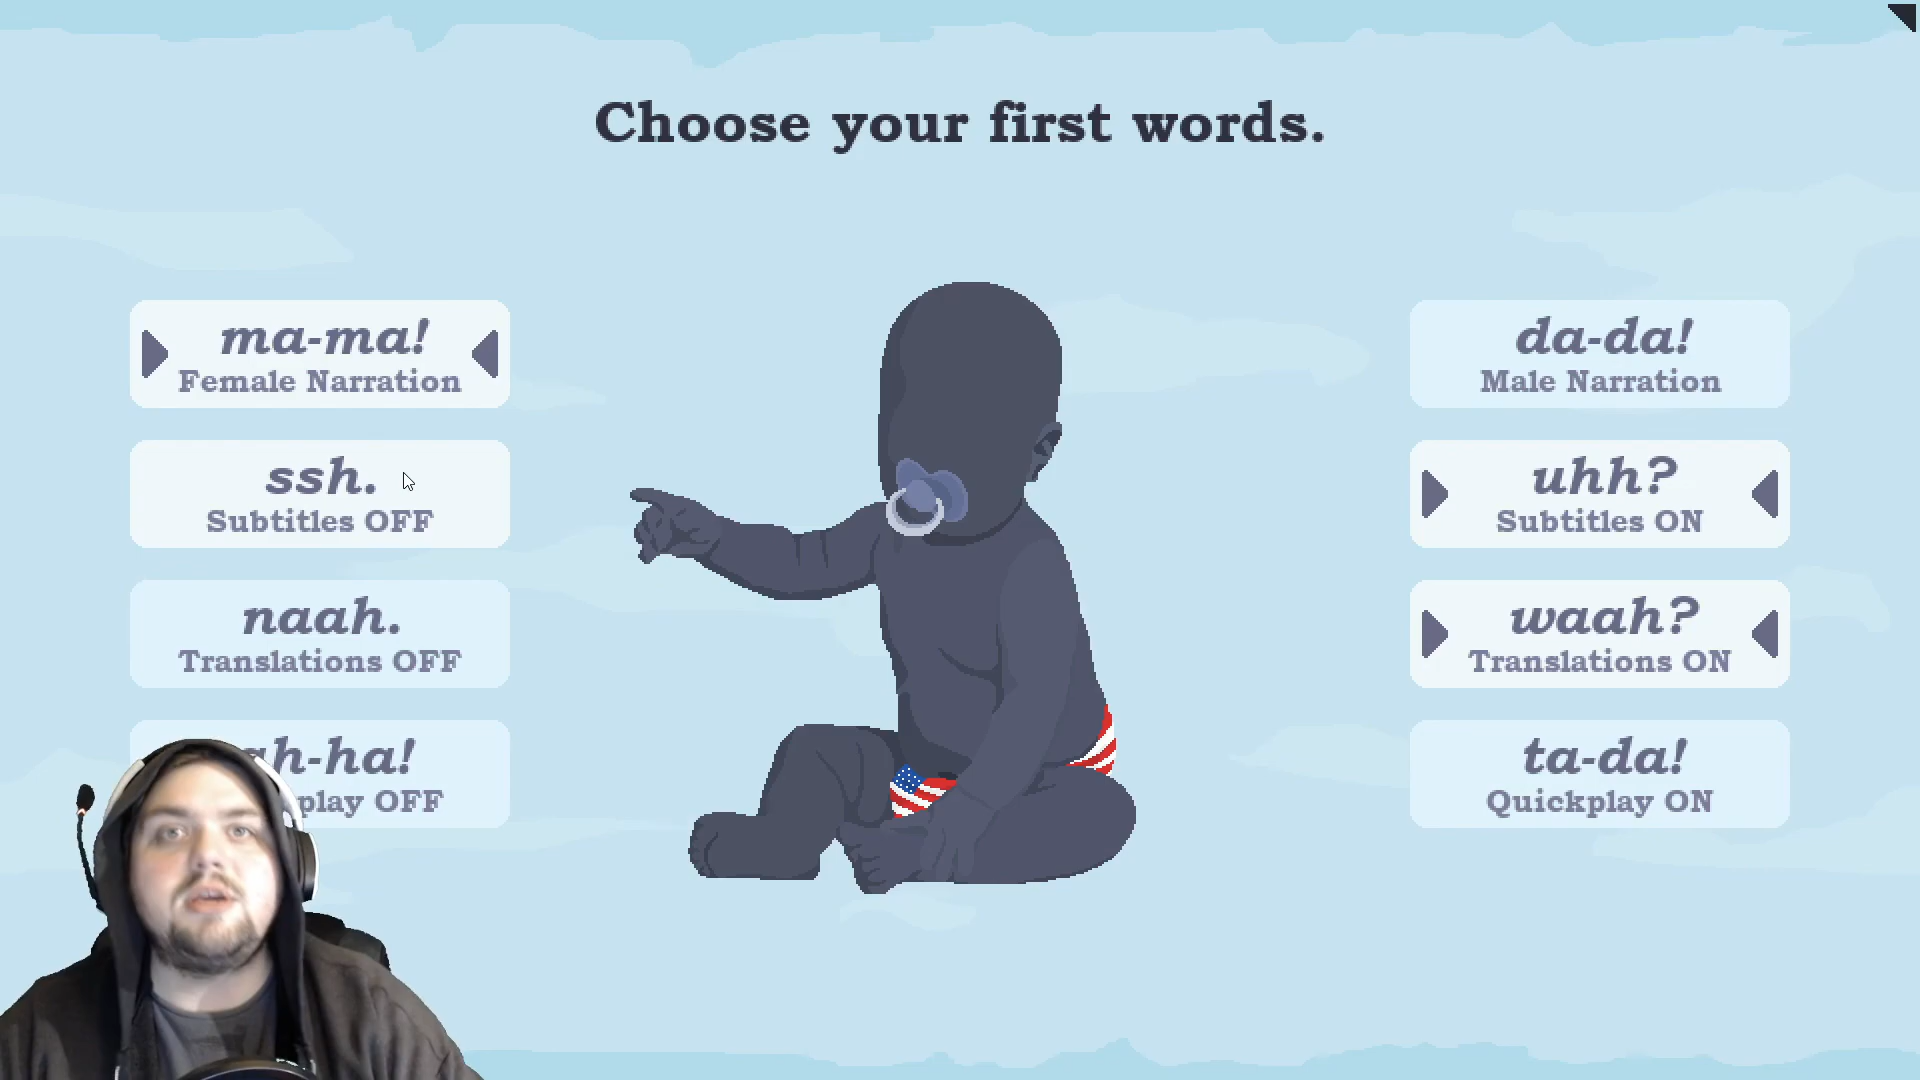 Choose your first words.
ma-ma!
Female Narration
da-da!
Male Narration
ssh.
Subtitles OFF
uhh?
Subtitles ON
naah.
Translations OFF
waah?
Translations ON
h-ha!
play OFF
ta-da!
Quickplay ON